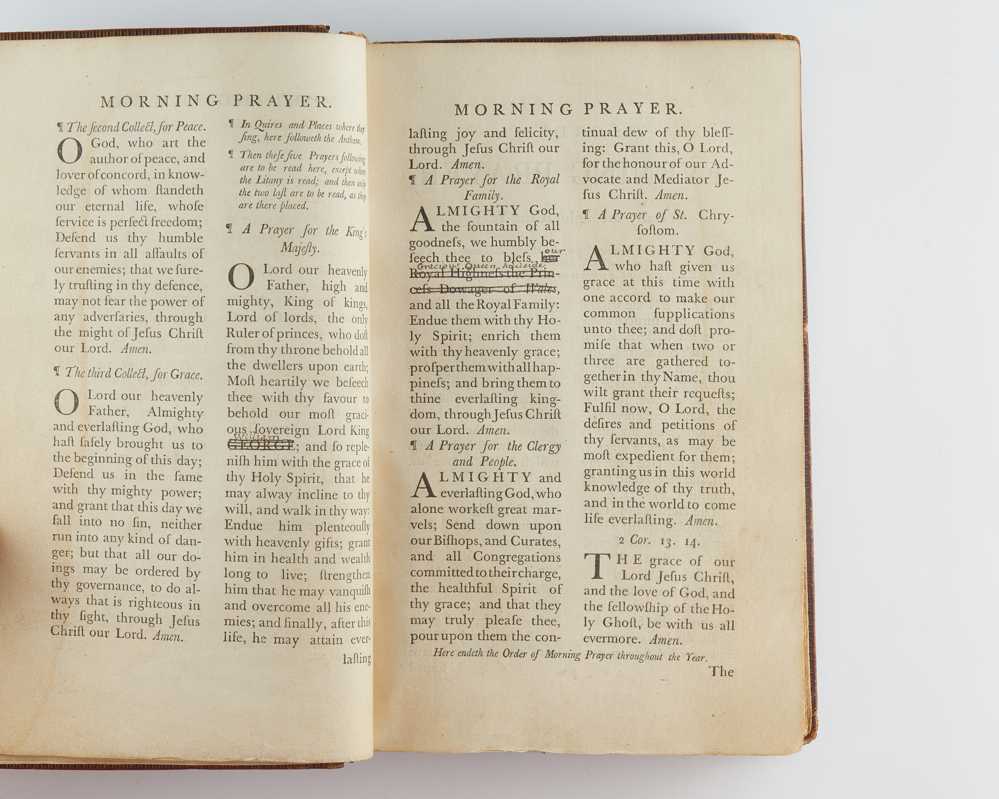 MORNING PRAYER.
¶ The ſecond Collect, for Peace.
O God, who art the
author of peace, and
lover of concord, in know-
ledge of whom ſtandeth
our eternal life, whoſe
ſervice is perfect freedom;
Defend us thy humble
ſervants in all aſſaults of
our enemies; that we ſure-
ly truſting in thy defence,
may not fear the power of
any adverſaries, through
the might of Jeſus Chriſt
our Lord. Amen.
¶ The third Collect, for Grace.
O Lord our heavenly
Father, Almighty
and everlaſting God, who
haſt ſafely brought us to
the beginning of this day;
Defend us in the ſame
with thy mighty power;
and grant that this day we
fall into no ſin, neither
run into any kind of dan-
ger; but that all our do-
ings may be ordered by
thy governance, to do al-
ways that is righteous in
thy ſight, through Jeſus
Chriſt our Lord. Amen.
¶ In Quires and Places where they
ſing, here followeth the Anthem.
¶ Then theſe five Prayers following
are to be read here, except when
the Litany is read; and then only
the two laſt are to be read, as they
are there placed.
¶ A Prayer for the King's
Majeſty.
O Lord our heavenly
Father, high and
mighty, King of kings,
Lord of lords, the only
Ruler of princes, who doſt
from thy throne behold all
the dwellers upon earth;
Moſt heartily we beſeech
thee with thy favour to
behold our moſt graci-
ous ſovereign Lord King
William
GEORGE; and ſo reple-
niſh him with the grace of
thy Holy Spirit, that he
may alway incline to thy
will, and walk in thy way:
Endue him plenteouſly
with heavenly gifts; grant
him in health and wealth
long to live; ſtrengthen
him that he may vanquiſh
and overcome all his ene-
mies; and finally, after this
life, he may attain ever-
laſting
MORNING PRAYER.
laſting joy and felicity,
through Jeſus Chriſt our
Lord. Amen.
¶ A Prayer for the Royal
Family.
ALMIGHTY God,
the fountain of all
goodneſs, we humbly be-
ſeech thee to bleſs her our
Gracious Queen Adelaide
Royal Highneſs the Prin-
ceſs Dowager of Wales,
and all the Royal Family:
Endue them with thy Ho-
ly Spirit; enrich them
with thy heavenly grace;
proſper them with all hap-
pineſs; and bring them to
thine everlaſting king-
dom, through Jeſus Chriſt
our Lord. Amen.
¶ A Prayer for the Clergy
and People.
ALMIGHTY and
everlaſting God, who
alone workeſt great mar-
vels; Send down upon
our Biſhops, and Curates,
and all Congregations
committed to their charge,
the healthful Spirit of
thy grace; and that they
may truly pleaſe thee,
pour upon them the con-
tinual dew of thy bleſſ-
ing: Grant this, O Lord,
for the honour of our Ad-
vocate and Mediator Je-
ſus Chriſt. Amen.
¶ A Prayer of St. Chry-
ſoſtom.
ALMIGHTY God,
who haſt given us
grace at this time with
one accord to make our
common ſupplications
unto thee; and doſt pro-
miſe that when two or
three are gathered to-
gether in thy Name, thou
wilt grant their requeſts;
Fulfil now, O Lord, the
deſires and petitions of
thy ſervants, as may be
moſt expedient for them;
granting us in this world
knowledge of thy truth,
and in the world to come
life everlaſting. Amen.
2 Cor. 13. 14.
THE grace of our
Lord Jeſus Chriſt,
and the love of God, and
the fellowſhip of the Ho-
ly Ghoſt, be with us all
evermore. Amen.
Here endeth the Order of Morning Prayer throughout the Year.
The